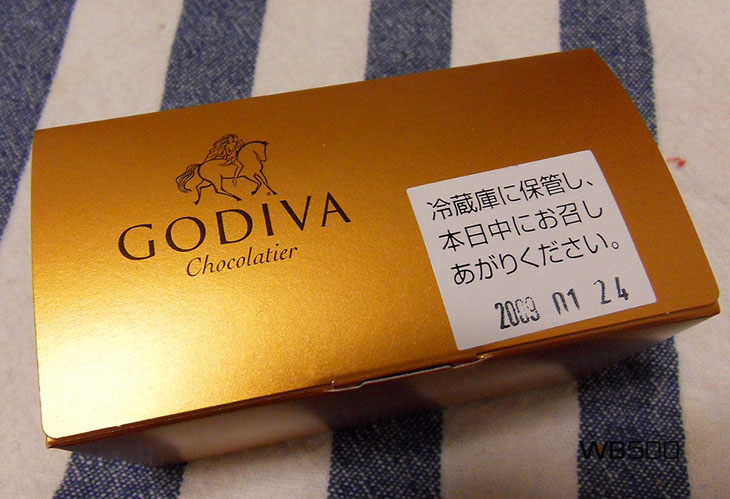 GODIVA
Chocolatier
冷蔵庫に保管し、
本日中にお召し
あがりください。
2009 01 24
WB500